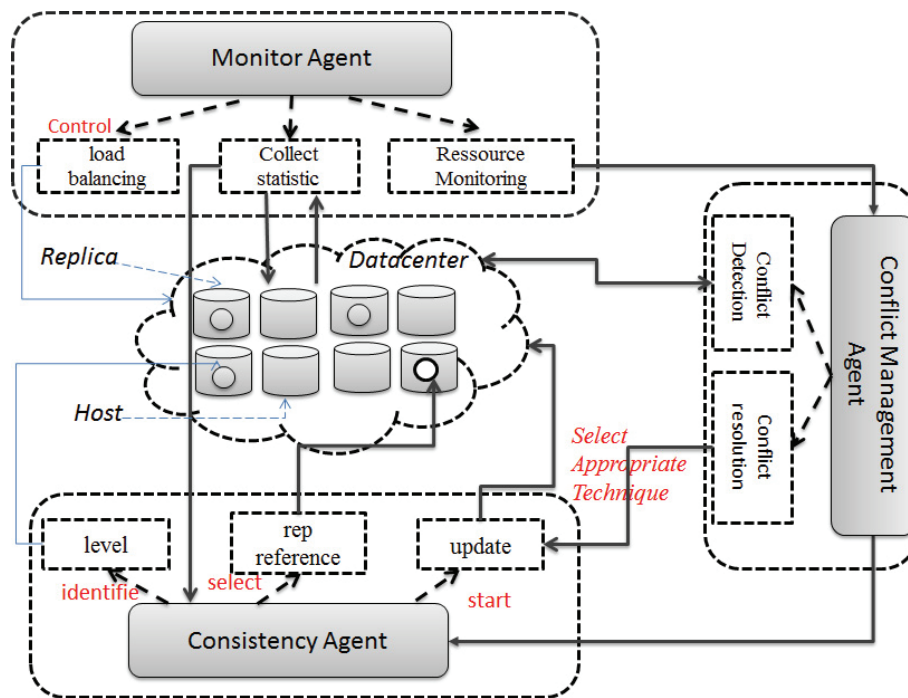 Monitor Agent
Control
load
balancing
Collect
statistic
Ressource
Monitoring
Replica
Datacenter
Host
Conflict
Detection
Conflict
resolution
Conflict Management
Agent
Select
Appropriate
Technique
level
rep
reference
update
identifie
select
start
Consistency Agent